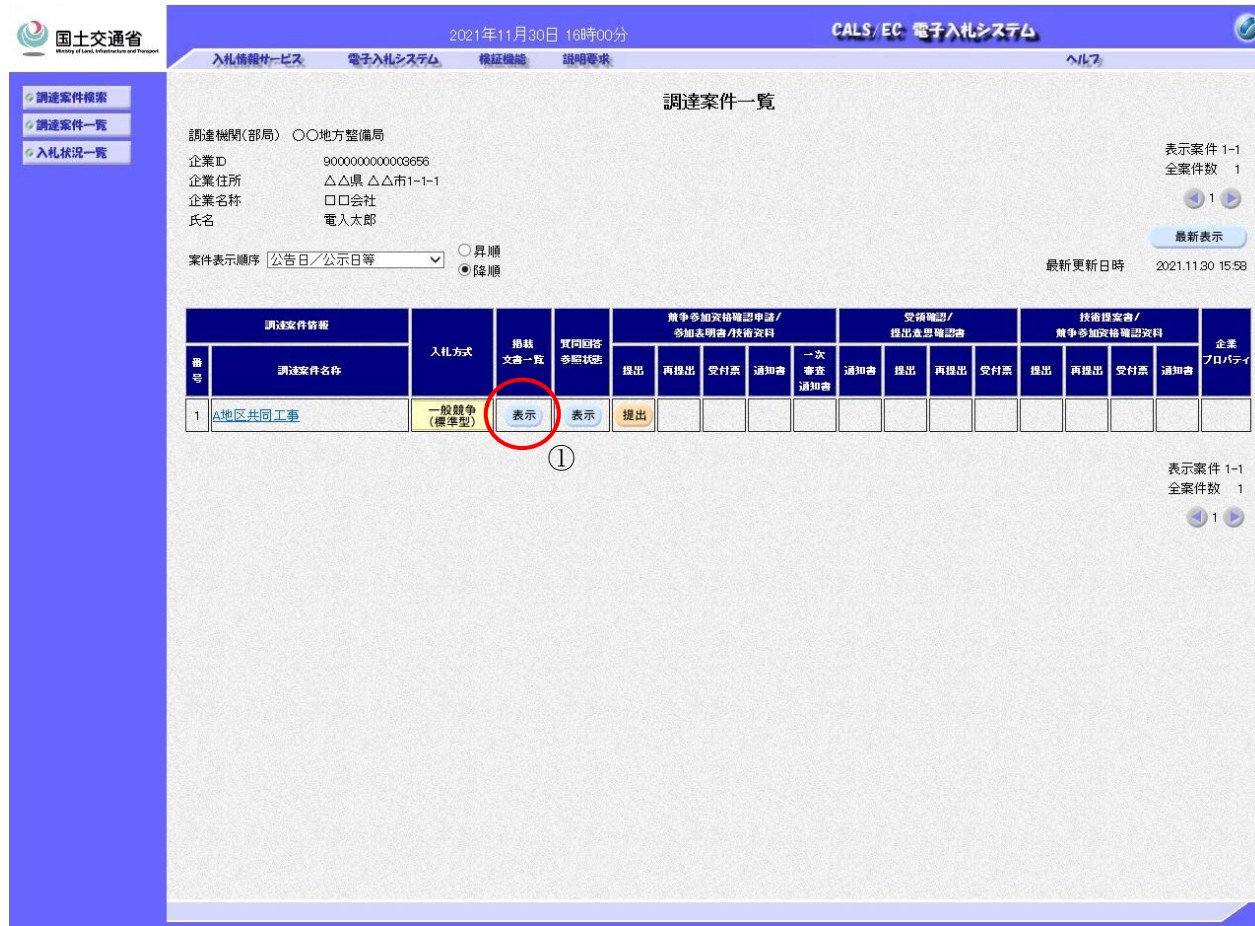 国土交通省
Ministry of Land, Infrastructure and Transport
2021年11月30日 16時00分
CALS/EC 電子入札システム
入札情報サービス 電子入札システム 検証機能 説明要求 ヘルプ
調達案件検索
調達案件一覧
入札状況一覧
調達案件一覧
調達機関(部局) ○○地方整備局
企業ID 9000000000003656
企業住所 △△県 △△市1-1-1
企業名称 口口会社
氏名 電入太郎
表示案件 1-1
全案件数 1
1
案件表示順序 公告日/公示日等
○昇順
◉降順
最新表示
最新更新日時 2021.11.30 15:58
調達案件情報
番号
調達案件名称
入札方式
掲載
文書一覧
質問回答
参照状態
競争参加資格確認申請/
参加表明書/技術資料
提出 再提出 受付票 通知書 一次審査通知書
受領確認/
提出意思確認書
通知書 提出 再提出 受付票
技術提案書/
競争参加資格確認資料
提出 再提出 受付票 通知書
企業
プロパティ
1 A地区共同工事 一般競争
(標準型) 表示 表示 提出
①
表示案件 1-1
全案件数 1
1